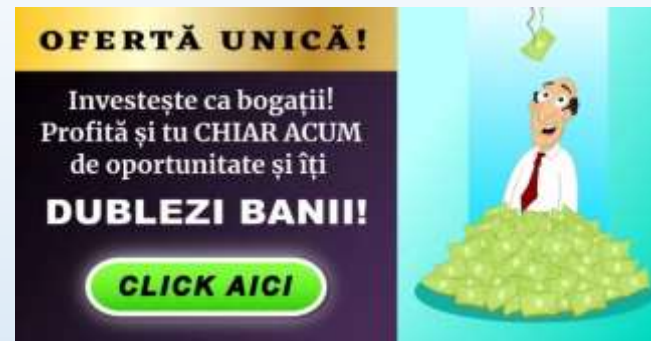 OFERTĂ UNICĂ!
Investește ca bogații!
Profită și tu CHIAR ACUM
de oportunitate și îți
DUBLEZI BANII!
CLICK AICI